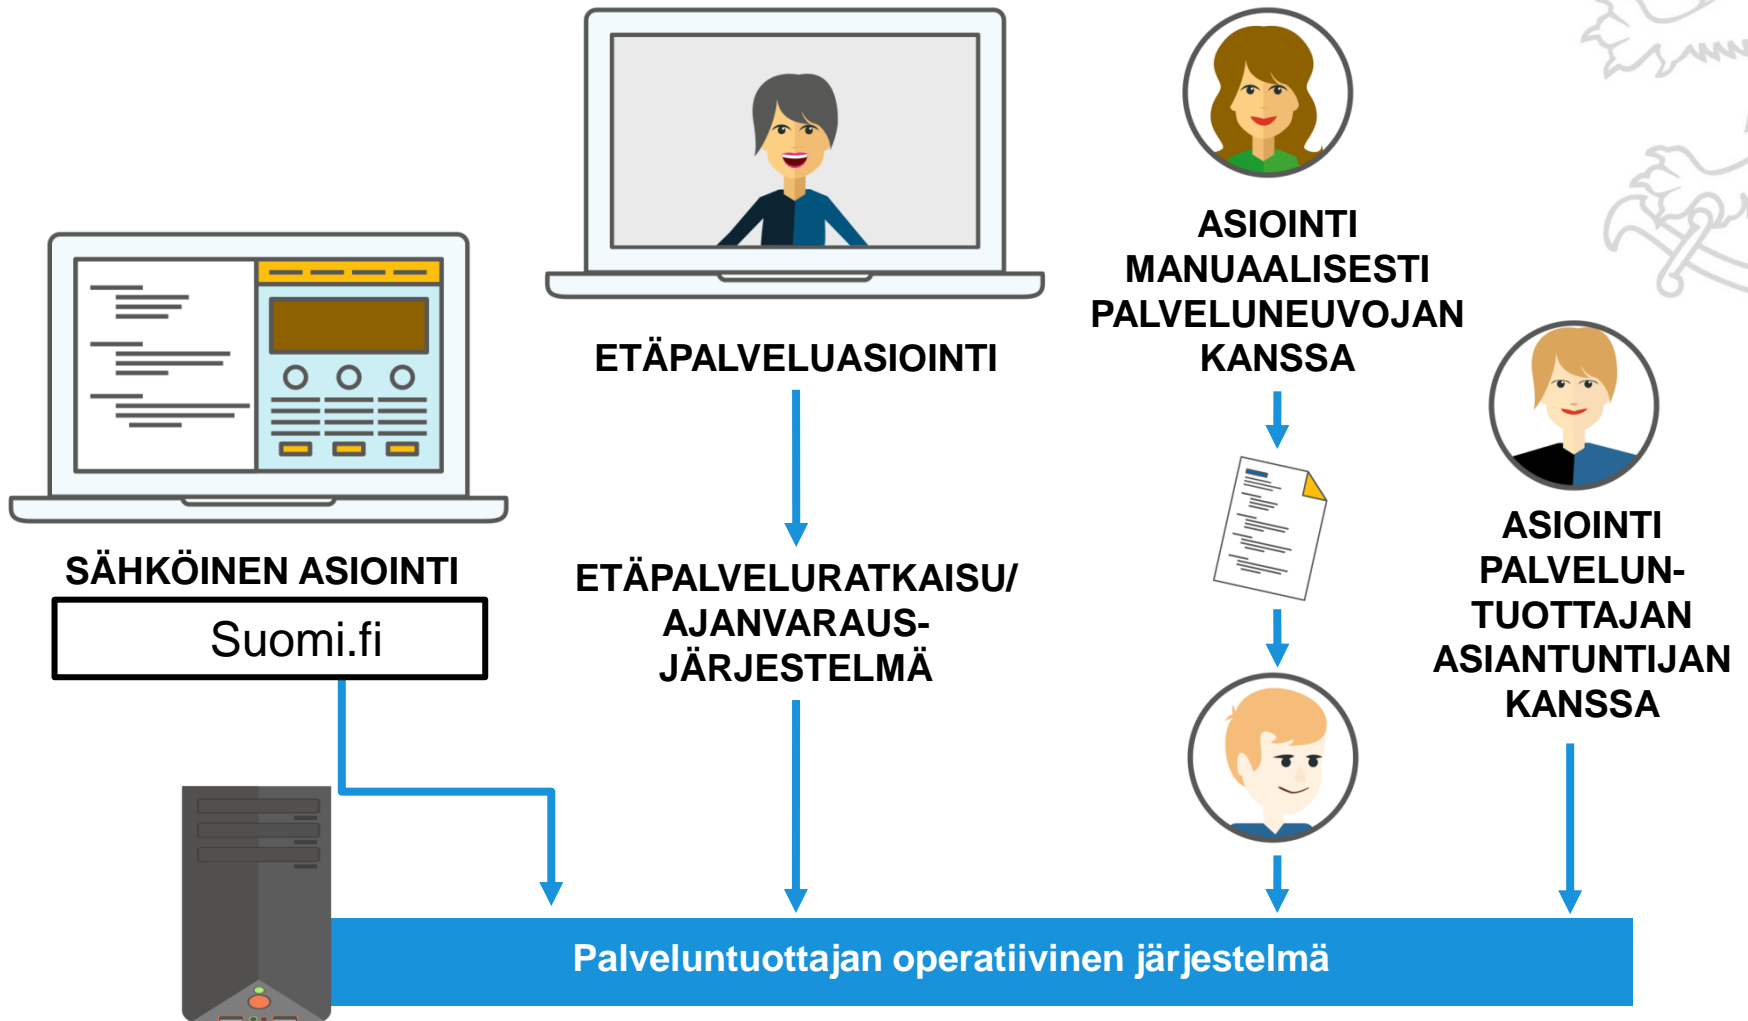 SÄHKÖINEN ASIOINTI
Suomi.fi
ETÄPALVELUASIOINTI
ETÄPALVELURATKAISU/
AJANVARAUS-
JÄRJESTELMÄ
ASIOINTI
MANUAALISESTI
PALVELUNEUVOJAN
KANSSA
ASIOINTI
PALVELUN-
TUOTTAJAN
ASIANTUNTIJAN
KANSSA
Palveluntuottajan operatiivinen järjestelmä